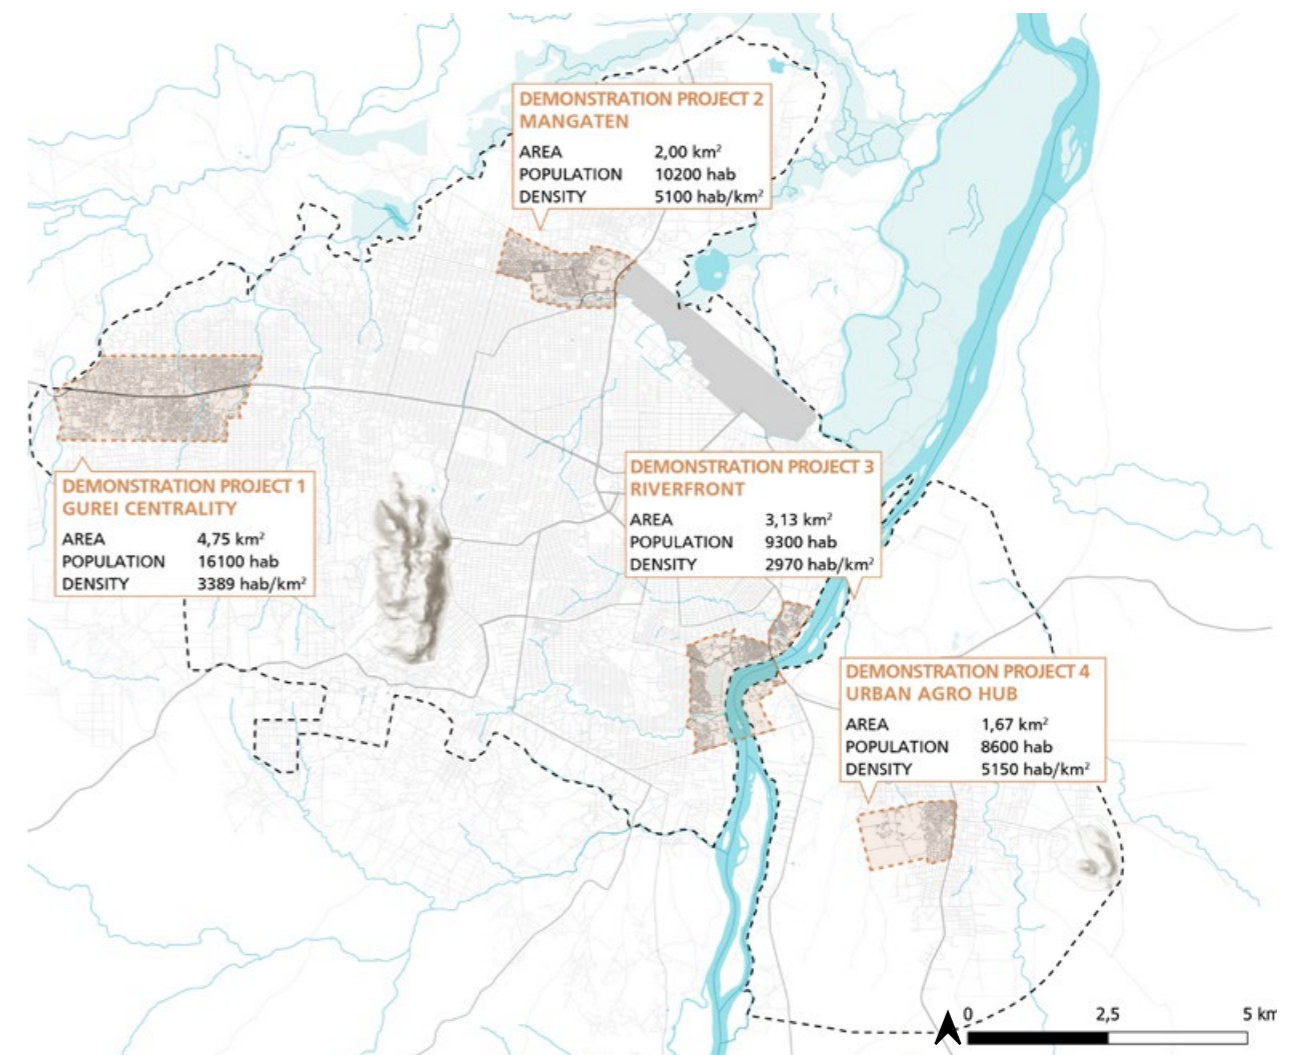 DEMONSTRATION PROJECT 2
MANGATEN
AREA 2,00 km²
POPULATION 10200 hab
DENSITY 5100 hab/km²
DEMONSTRATION PROJECT 3
RIVERFRONT
AREA 3,13 km²
POPULATION 9300 hab
DENSITY 2970 hab/km²
DEMONSTRATION PROJECT 1
GUREI CENTRALITY
AREA 4,75 km²
POPULATION 16100 hab
DENSITY 3389 hab/km²
DEMONSTRATION PROJECT 4
URBAN AGRO HUB
AREA 1,67 km²
POPULATION 8600 hab
DENSITY 5150 hab/km²
0 2,5 5 km